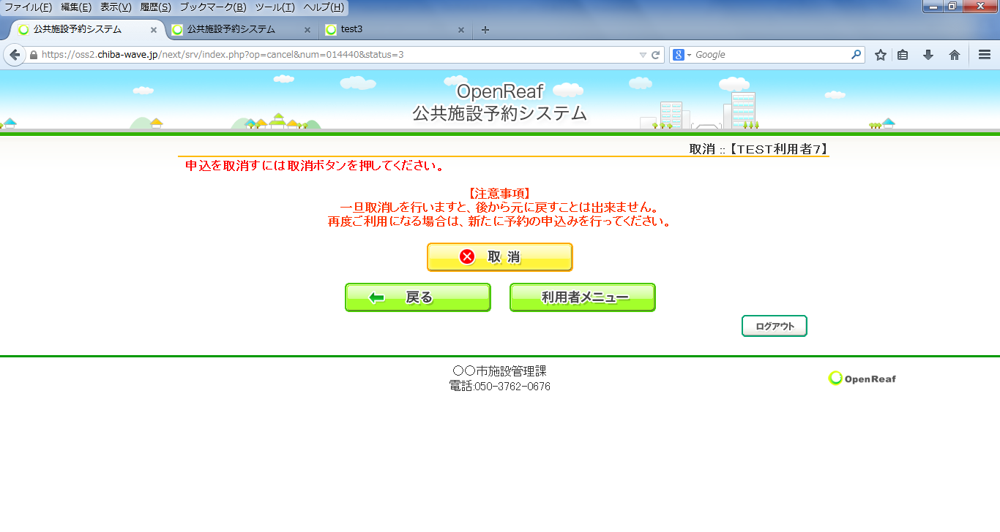 ファイル(F) 編集(E) 表示(V) 履歴(S) ブックマーク(B) ツール(T) ヘルプ(H)
公共施設予約システム × 公共施設予約システム × test3 × +
https://oss2.chiba-wave.jp/next/srv/index.php?op=cancel&num=014440&status=3
8 Google
OpenReaf
公共施設予約システム
取消 ::【TEST利用者7】
申込を取消すには取消ボタンを押してください。
【注意事項】
一旦取消しを行いますと、後から元に戻すことは出来ません。
再度ご利用になる場合は、新たに予約の申込みを行ってください。
取 消
戻る 利用者メニュー
ログアウト
〇〇市施設管理課
電話:050-3762-0676
OpenReaf